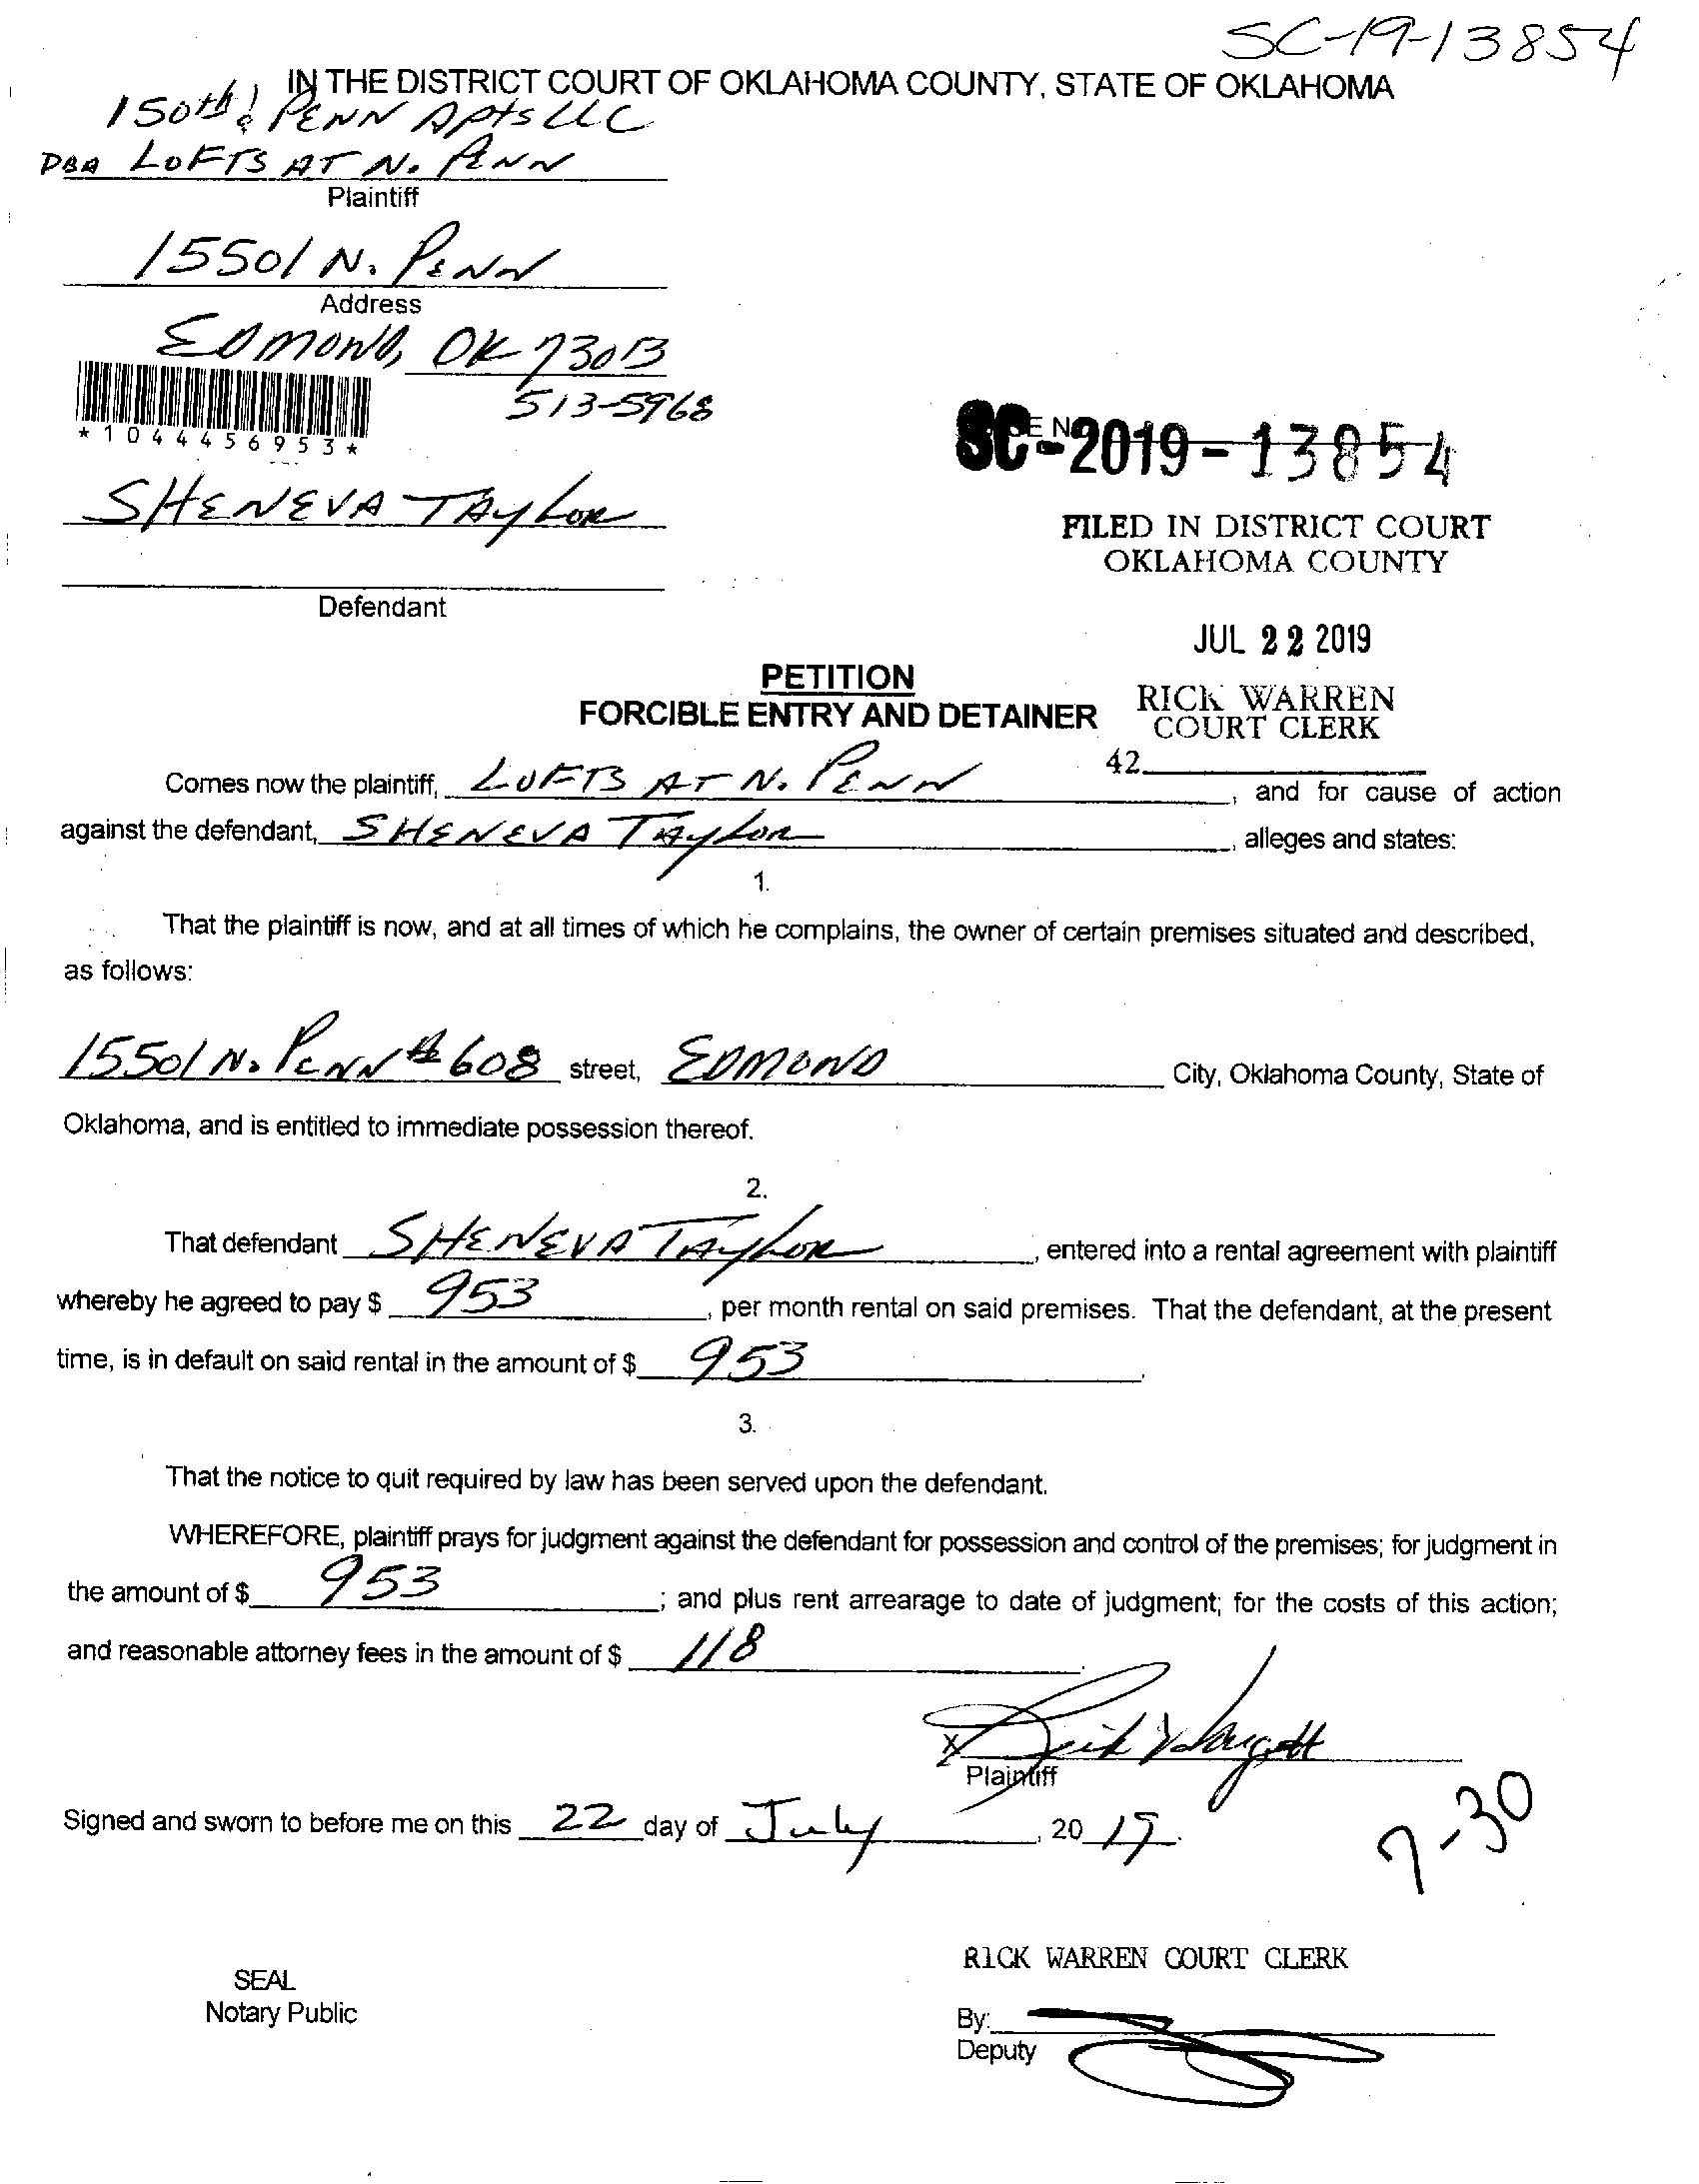 SC-19-13854
IN THE DISTRICT COURT OF OKLAHOMA COUNTY, STATE OF OKLAHOMA
150th & PENN APTS LLC
DBA LOFTS AT N. PENN
Plaintiff
15501 N. PENN
Address
EDMOND, OK 73013
513-5968
*1044456953*
SC-2019-13854
SHENEVA TAYLOR
FILED IN DISTRICT COURT
OKLAHOMA COUNTY
Defendant
JUL 22 2019
PETITION
FORCIBLE ENTRY AND DETAINER
RICK WARREN
COURT CLERK
42
Comes now the plaintiff, LOFTS AT N. PENN, and for cause of action
against the defendant, SHENEVA TAYLOR, alleges and states:
1.
That the plaintiff is now, and at all times of which he complains, the owner of certain premises situated and described,
as follows:
15501 N. PENN #608 street, EDMOND City, Oklahoma County, State of
Oklahoma, and is entitled to immediate possession thereof.
2.
That defendant SHENEVA TAYLOR, entered into a rental agreement with plaintiff
whereby he agreed to pay $ 953, per month rental on said premises. That the defendant, at the present
time, is in default on said rental in the amount of $ 953.
3.
That the notice to quit required by law has been served upon the defendant.
WHEREFORE, plaintiff prays for judgment against the defendant for possession and control of the premises; for judgment in
the amount of $ 953; and plus rent arrearage to date of judgment; for the costs of this action;
and reasonable attorney fees in the amount of $ 118.
X
Plaintiff
Signed and sworn to before me on this 22 day of July, 2019.
7-30
RICK WARREN COURT CLERK
SEAL
Notary Public
By:
Deputy